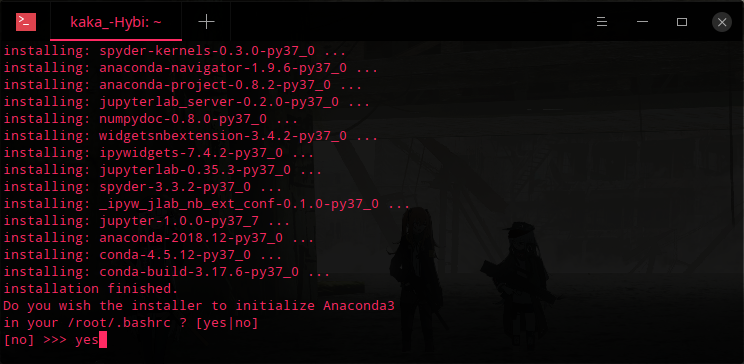 kaka_-Hybi: ~
installing: spyder-kernels-0.3.0-py37_0 ...
installing: anaconda-navigator-1.9.6-py37_0 ...
installing: anaconda-project-0.8.2-py37_0 ...
installing: jupyterlab_server-0.2.0-py37_0 ...
installing: numpydoc-0.8.0-py37_0 ...
installing: widgetsnbextension-3.4.2-py37_0 ...
installing: ipywidgets-7.4.2-py37_0 ...
installing: jupyterlab-0.35.3-py37_0 ...
installing: spyder-3.3.2-py37_0 ...
installing: _ipyw_jlab_nb_ext_conf-0.1.0-py37_0 ...
installing: jupyter-1.0.0-py37_7 ...
installing: anaconda-2018.12-py37_0 ...
installing: conda-4.5.12-py37_0 ...
installing: conda-build-3.17.6-py37_0 ...
installation finished.
Do you wish the installer to initialize Anaconda3
in your /root/.bashrc ? [yes|no]
[no] >>> yes